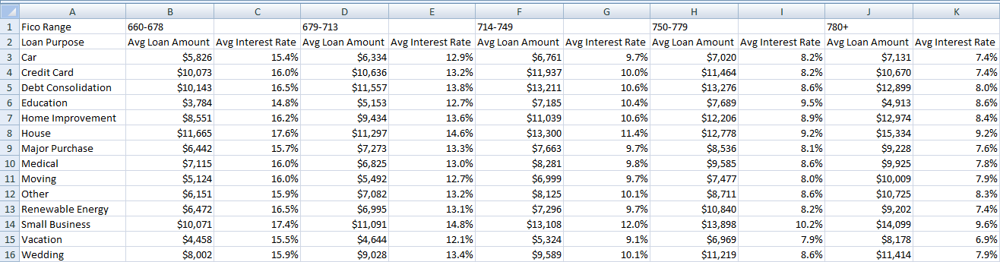 A B C D E F G H I J K
1 Fico Range 660-678 679-713 714-749 750-779 780+
2 Loan Purpose Avg Loan Amount Avg Interest Rate Avg Loan Amount Avg Interest Rate Avg Loan Amount Avg Interest Rate Avg Loan Amount Avg Interest Rate Avg Loan Amount Avg Interest Rate
3 Car $5,826 15.4% $6,334 12.9% $6,761 9.7% $7,020 8.2% $7,131 7.4%
4 Credit Card $10,073 16.0% $10,636 13.2% $11,937 10.0% $11,464 8.2% $10,670 7.4%
5 Debt Consolidation $10,143 16.5% $11,557 13.8% $13,211 10.6% $13,276 8.6% $12,899 8.0%
6 Education $3,784 14.8% $5,153 12.7% $7,185 10.4% $7,689 9.5% $4,913 8.6%
7 Home Improvement $8,551 16.2% $9,434 13.6% $11,039 10.6% $12,206 8.9% $12,974 8.4%
8 House $11,665 17.6% $11,297 14.6% $13,300 11.4% $12,778 9.2% $15,334 9.2%
9 Major Purchase $6,442 15.7% $7,273 13.3% $7,663 9.7% $8,536 8.1% $9,228 7.6%
10 Medical $7,115 16.0% $6,825 13.0% $8,281 9.8% $9,585 8.6% $9,925 7.8%
11 Moving $5,124 16.0% $5,492 12.7% $6,999 9.7% $7,477 8.0% $10,009 7.9%
12 Other $6,151 15.9% $7,082 13.2% $8,125 10.1% $8,711 8.6% $10,725 8.3%
13 Renewable Energy $6,472 16.5% $6,995 13.1% $7,296 9.7% $10,840 8.2% $9,202 7.4%
14 Small Business $10,071 17.4% $11,091 14.8% $13,108 12.0% $13,898 10.2% $14,099 9.6%
15 Vacation $4,458 15.5% $4,644 12.1% $5,324 9.1% $6,969 7.9% $8,178 6.9%
16 Wedding $8,002 15.9% $9,028 13.4% $9,589 10.1% $11,219 8.6% $11,414 7.9%